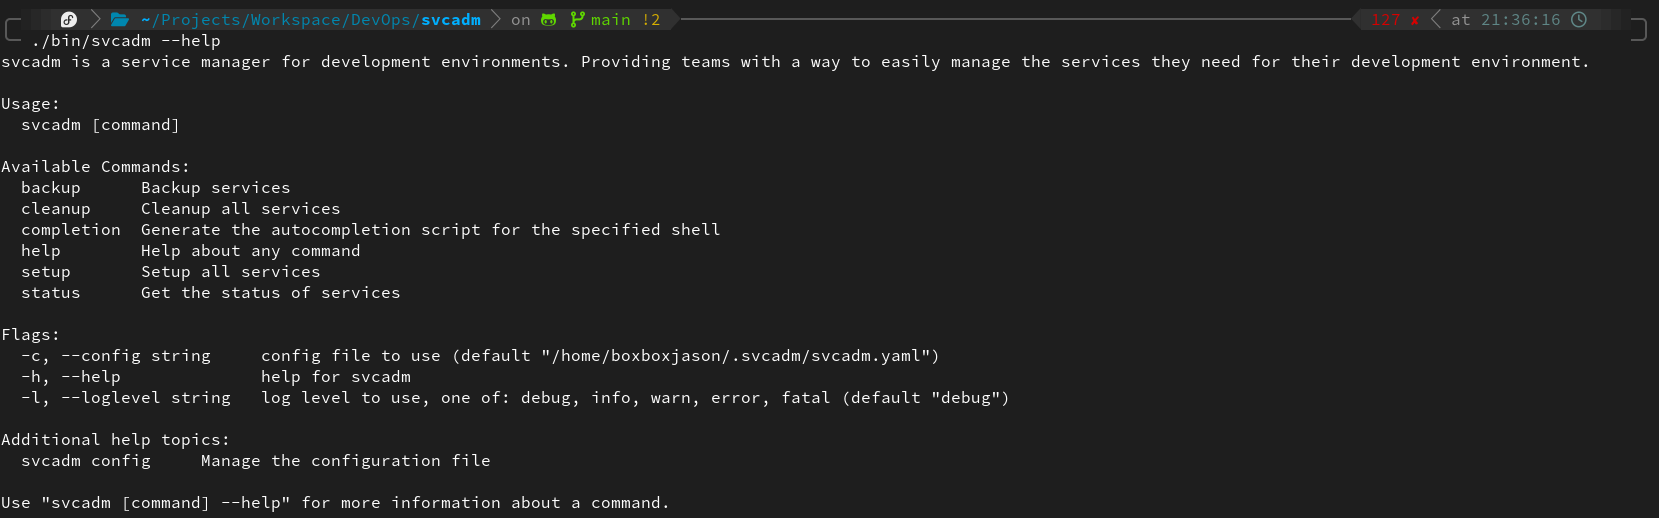 ~/Projects/Workspace/DevOps/svcadm on main !2 127 ✘ at 21:36:16
./bin/svcadm --help
svcadm is a service manager for development environments. Providing teams with a way to easily manage the services they need for their development environment.
Usage:
svcadm [command]
Available Commands:
backup Backup services
cleanup Cleanup all services
completion Generate the autocompletion script for the specified shell
help Help about any command
setup Setup all services
status Get the status of services
Flags:
-c, --config string config file to use (default "/home/boxboxjason/.svcadm/svcadm.yaml")
-h, --help help for svcadm
-l, --loglevel string log level to use, one of: debug, info, warn, error, fatal (default "debug")
Additional help topics:
svcadm config Manage the configuration file
Use "svcadm [command] --help" for more information about a command.